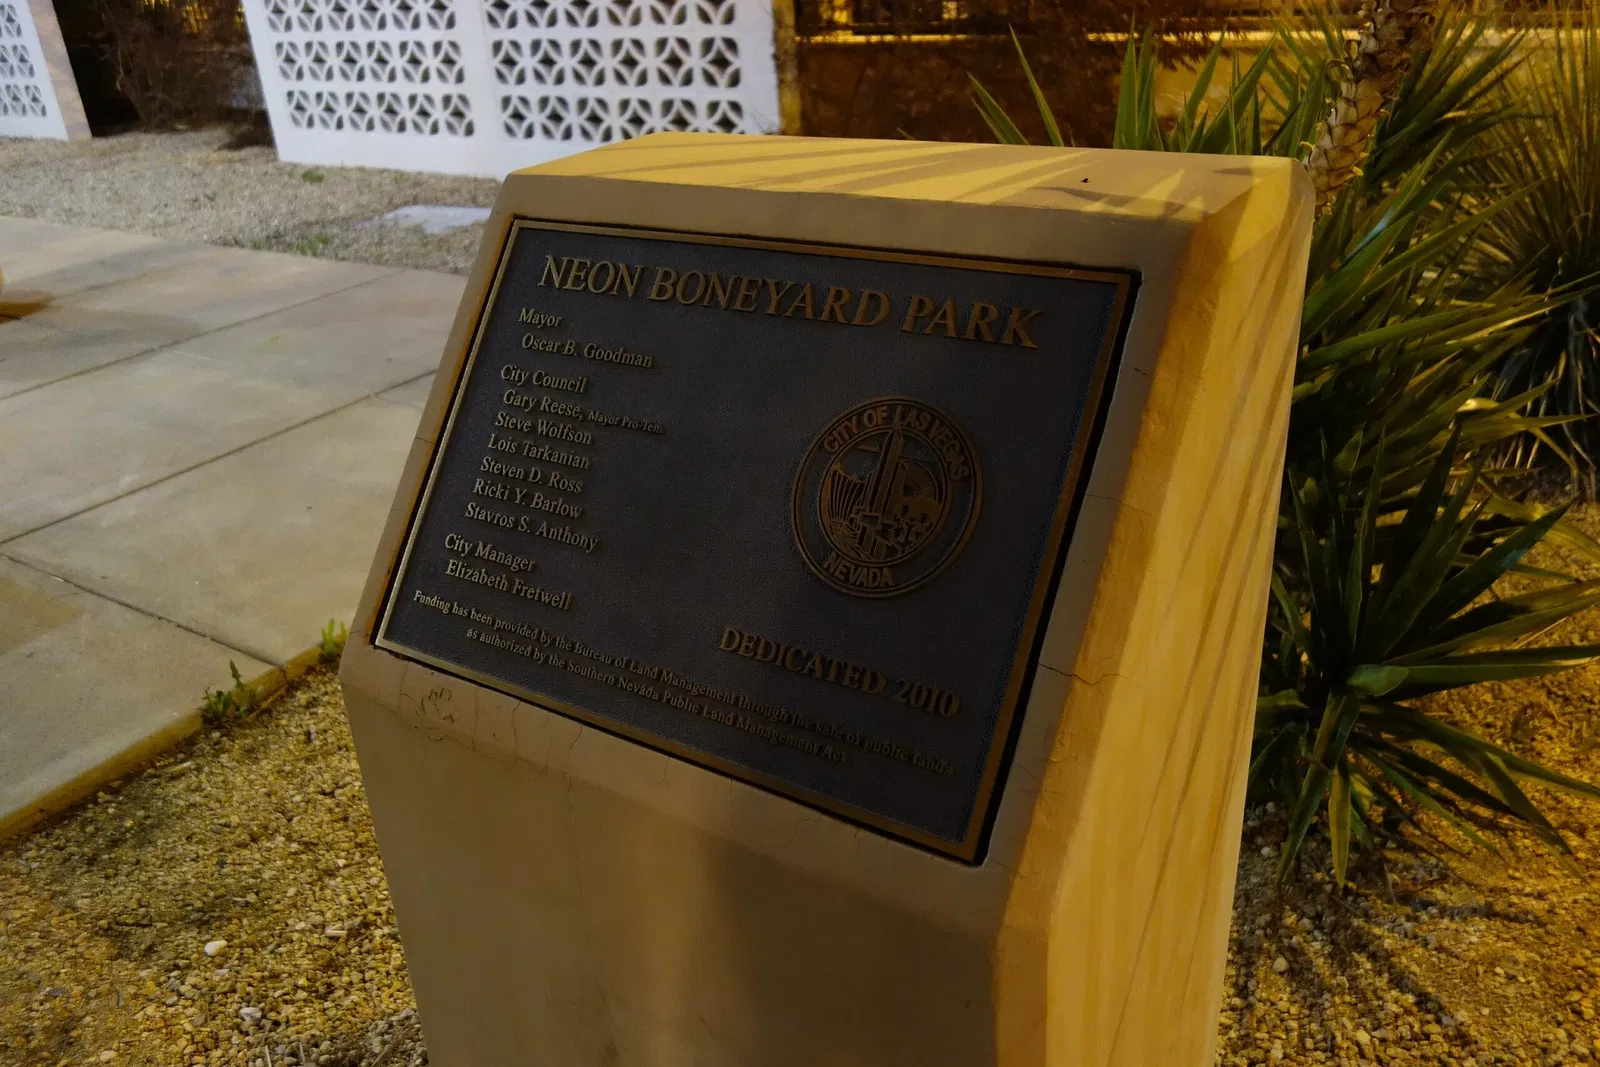 NEON BONEYARD PARK
Mayor
Oscar B. Goodman
City Council
Gary Reese, Mayor Pro-Tem
Steve Wolfson
Lois Tarkanian
Steven D. Ross
Ricki Y. Barlow
Stavros S. Anthony
City Manager
Elizabeth Fretwell
CITY OF LAS VEGAS
NEVADA
DEDICATED 2010
Funding has been provided by the Bureau of Land Management through the sale of public lands
as authorized by the Southern Nevada Public Land Management Act